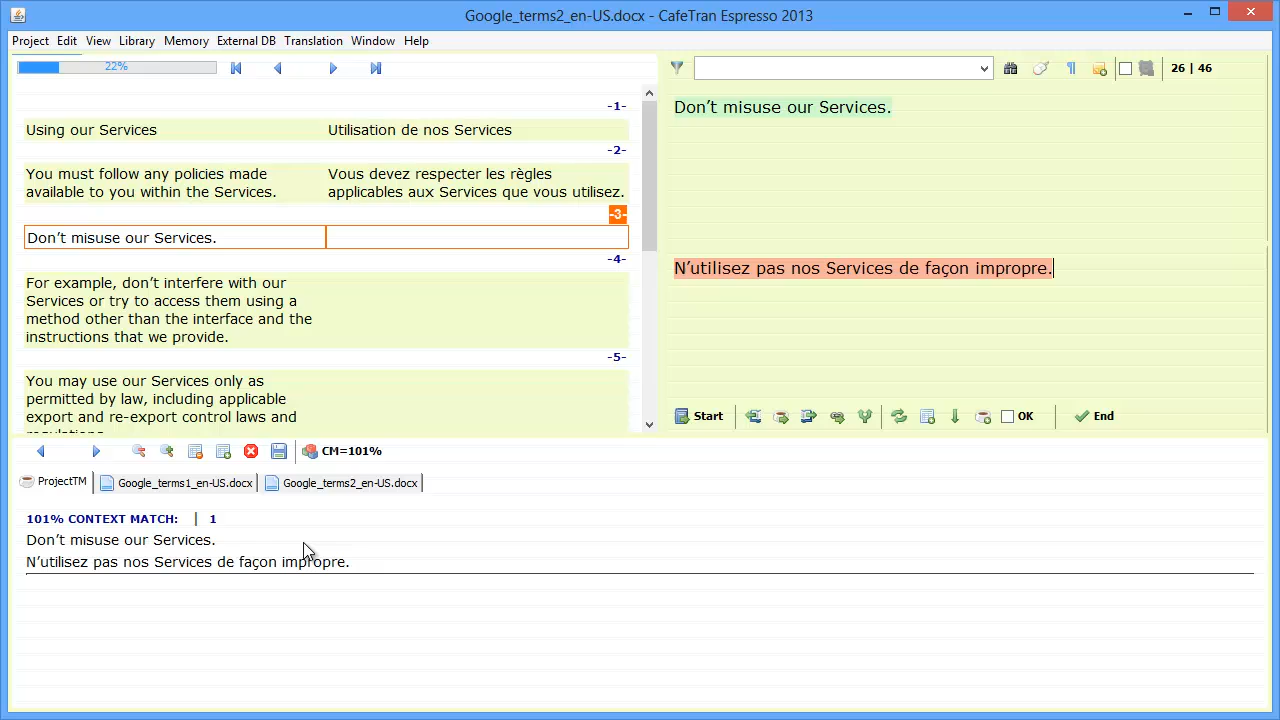 Google_terms2_en-US.docx - CafeTran Espresso 2013
Project Edit View Library Memory External DB Translation Window Help
22%
26 | 46
-1-
Using our Services
Utilisation de nos Services
-2-
You must follow any policies made
available to you within the Services.
Vous devez respecter les règles
applicables aux Services que vous utilisez.
-3-
Don’t misuse our Services.
-4-
For example, don’t interfere with our
Services or try to access them using a
method other than the interface and the
instructions that we provide.
-5-
You may use our Services only as
permitted by law, including applicable
export and re-export control laws and
regulations.
Don’t misuse our Services.
N’utilisez pas nos Services de façon impropre.
Start
OK
End
CM=101%
ProjectTM
Google_terms1_en-US.docx
Google_terms2_en-US.docx
101% CONTEXT MATCH: | 1
Don’t misuse our Services.
N’utilisez pas nos Services de façon impropre.